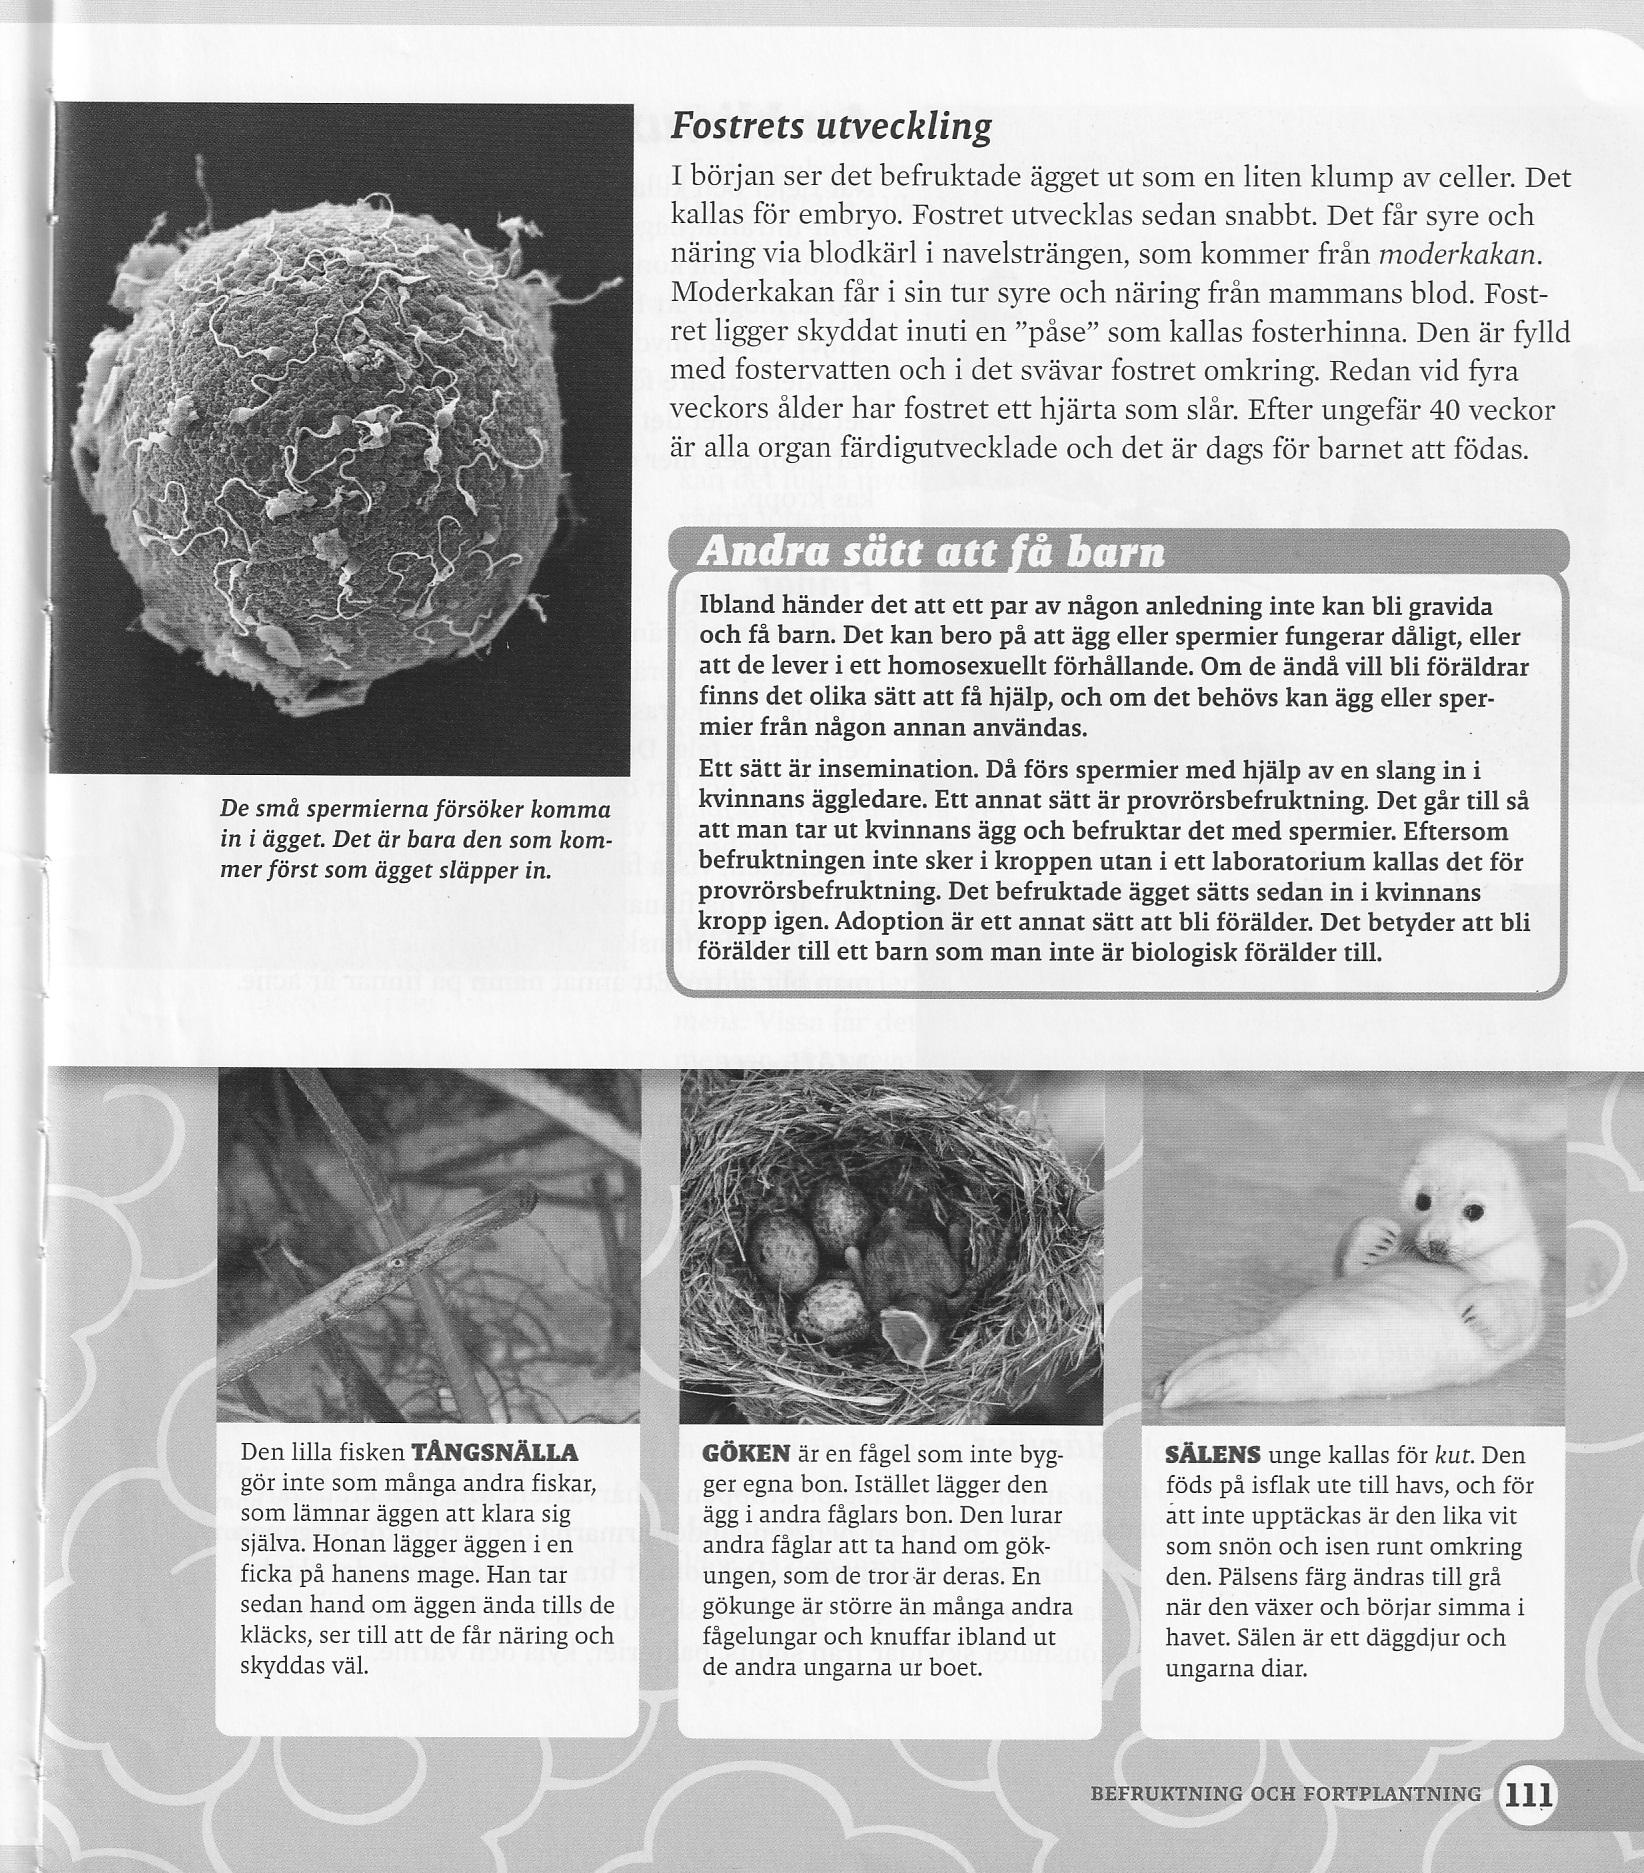 Fostrets utveckling
I början ser det befruktade ägget ut som en liten klump av celler. Det
kallas för embryo. Fostret utvecklas sedan snabbt. Det får syre och
näring via blodkärl i navelsträngen, som kommer från moderkakan.
Moderkakan får i sin tur syre och näring från mammans blod. Fost-
ret ligger skyddat inuti en ”påse” som kallas fosterhinna. Den är fylld
med fostervatten och i det svävar fostret omkring. Redan vid fyra
veckors ålder har fostret ett hjärta som slår. Efter ungefär 40 veckor
är alla organ färdigutvecklade och det är dags för barnet att födas.
Andra sätt att få barn
Ibland händer det att ett par av någon anledning inte kan bli gravida
och få barn. Det kan bero på att ägg eller spermier fungerar dåligt, eller
att de lever i ett homosexuellt förhållande. Om de ändå vill bli föräldrar
finns det olika sätt att få hjälp, och om det behövs kan ägg eller sper-
mier från någon annan användas.
Ett sätt är insemination. Då förs spermier med hjälp av en slang in i
kvinnans äggledare. Ett annat sätt är provrörsbefruktning. Det går till så
att man tar ut kvinnans ägg och befruktar det med spermier. Eftersom
befruktningen inte sker i kroppen utan i ett laboratorium kallas det för
provrörsbefruktning. Det befruktade ägget sätts sedan in i kvinnans
kropp igen. Adoption är ett annat sätt att bli förälder. Det betyder att bli
förälder till ett barn som man inte är biologisk förälder till.
De små spermierna försöker komma
in i ägget. Det är bara den som kom-
mer först som ägget släpper in.
Den lilla fisken TÅNGSNÄLLA
gör inte som många andra fiskar,
som lämnar äggen att klara sig
själva. Honan lägger äggen i en
ficka på hanens mage. Han tar
sedan hand om äggen ända tills de
kläcks, ser till att de får näring och
skyddas väl.
GÖKEN är en fågel som inte byg-
ger egna bon. Istället lägger den
ägg i andra fåglars bon. Den lurar
andra fåglar att ta hand om gök-
ungen, som de tror är deras. En
gökunge är större än många andra
fågelungar och knuffar ibland ut
de andra ungarna ur boet.
SÄLENS unge kallas för kut. Den
föds på isflak ute till havs, och för
att inte upptäckas är den lika vit
som snön och isen runt omkring
den. Pälsens färg ändras till grå
när den växer och börjar simma i
havet. Sälen är ett däggdjur och
ungarna diar.
BEFRUKTNING OCH FORTPLANTNING 111